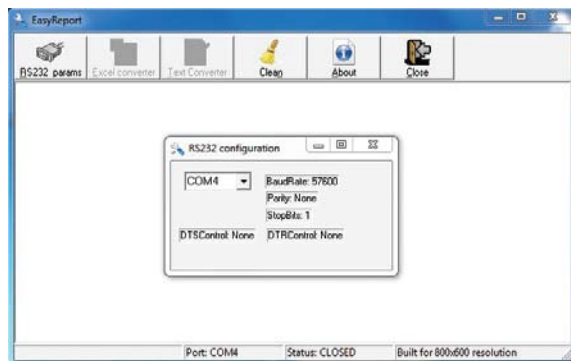 EasyReport
RS232 params Excel converter Text Converter Clean About Close
RS232 configuration
COM4 BaudRate: 57600
Parity: None
StopBits: 1
DTSControl: None DTRControl: None
Port: COM4 Status: CLOSED Built for 800x600 resolution